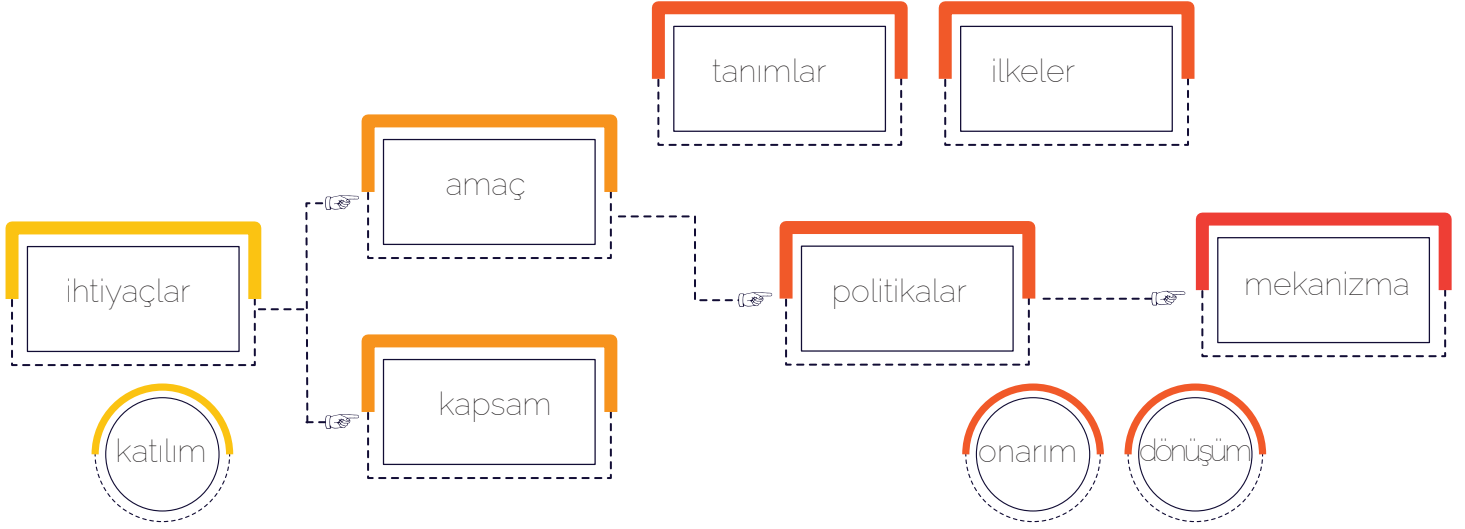 tanımlar
ilkeler
amaç
ihtiyaçlar
politikalar
mekanizma
kapsam
katılım
onarım
dönüşüm